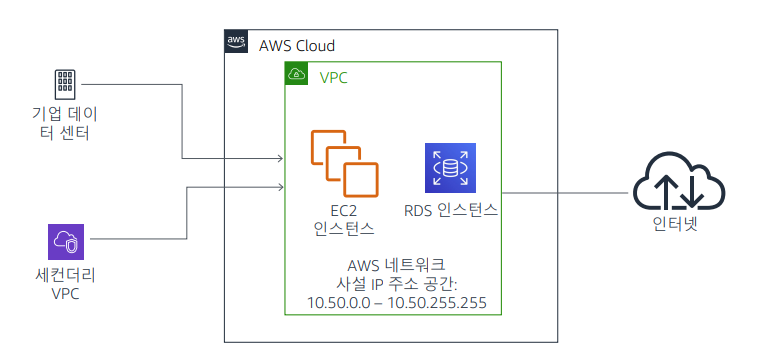 aws
AWS Cloud
VPC
기업 데이
터 센터
EC2
인스턴스
RDS 인스턴스
인터넷
세컨더리
VPC
AWS 네트워크
사설 IP 주소 공간:
10.50.0.0 – 10.50.255.255